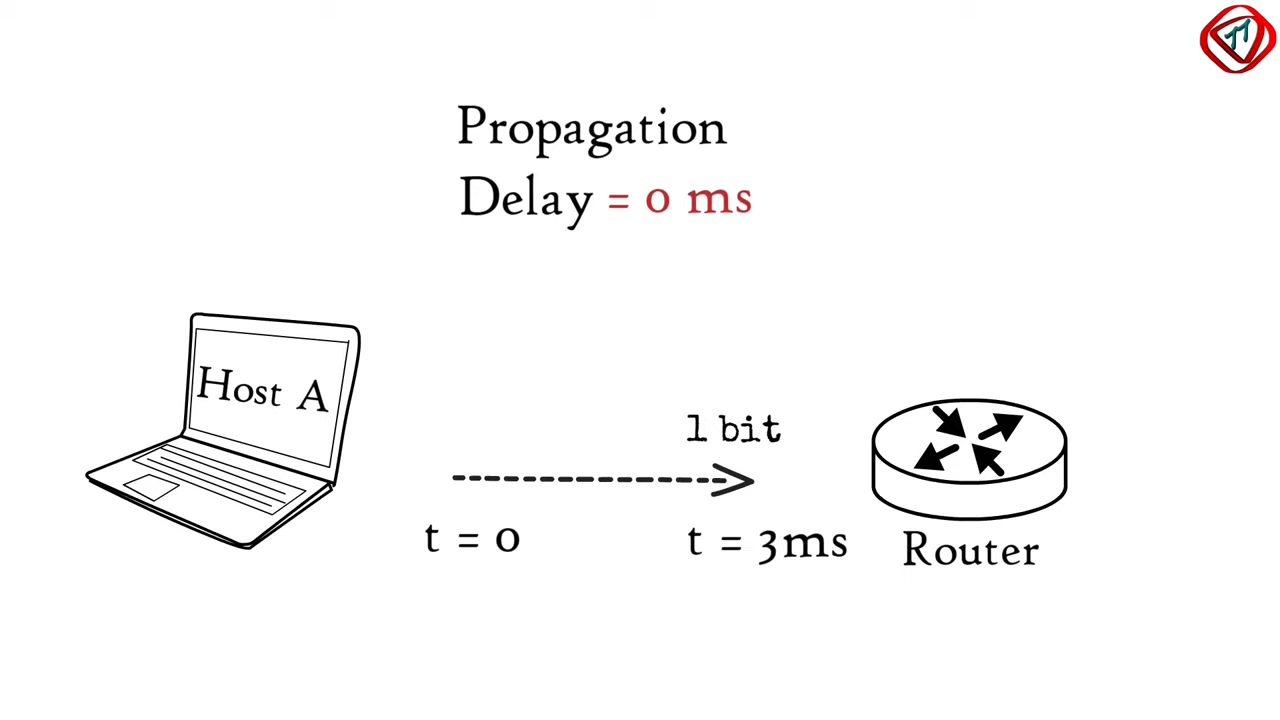 Propagation
Delay = 0 ms
Host A
1 bit
t = 0
t = 3ms
Router